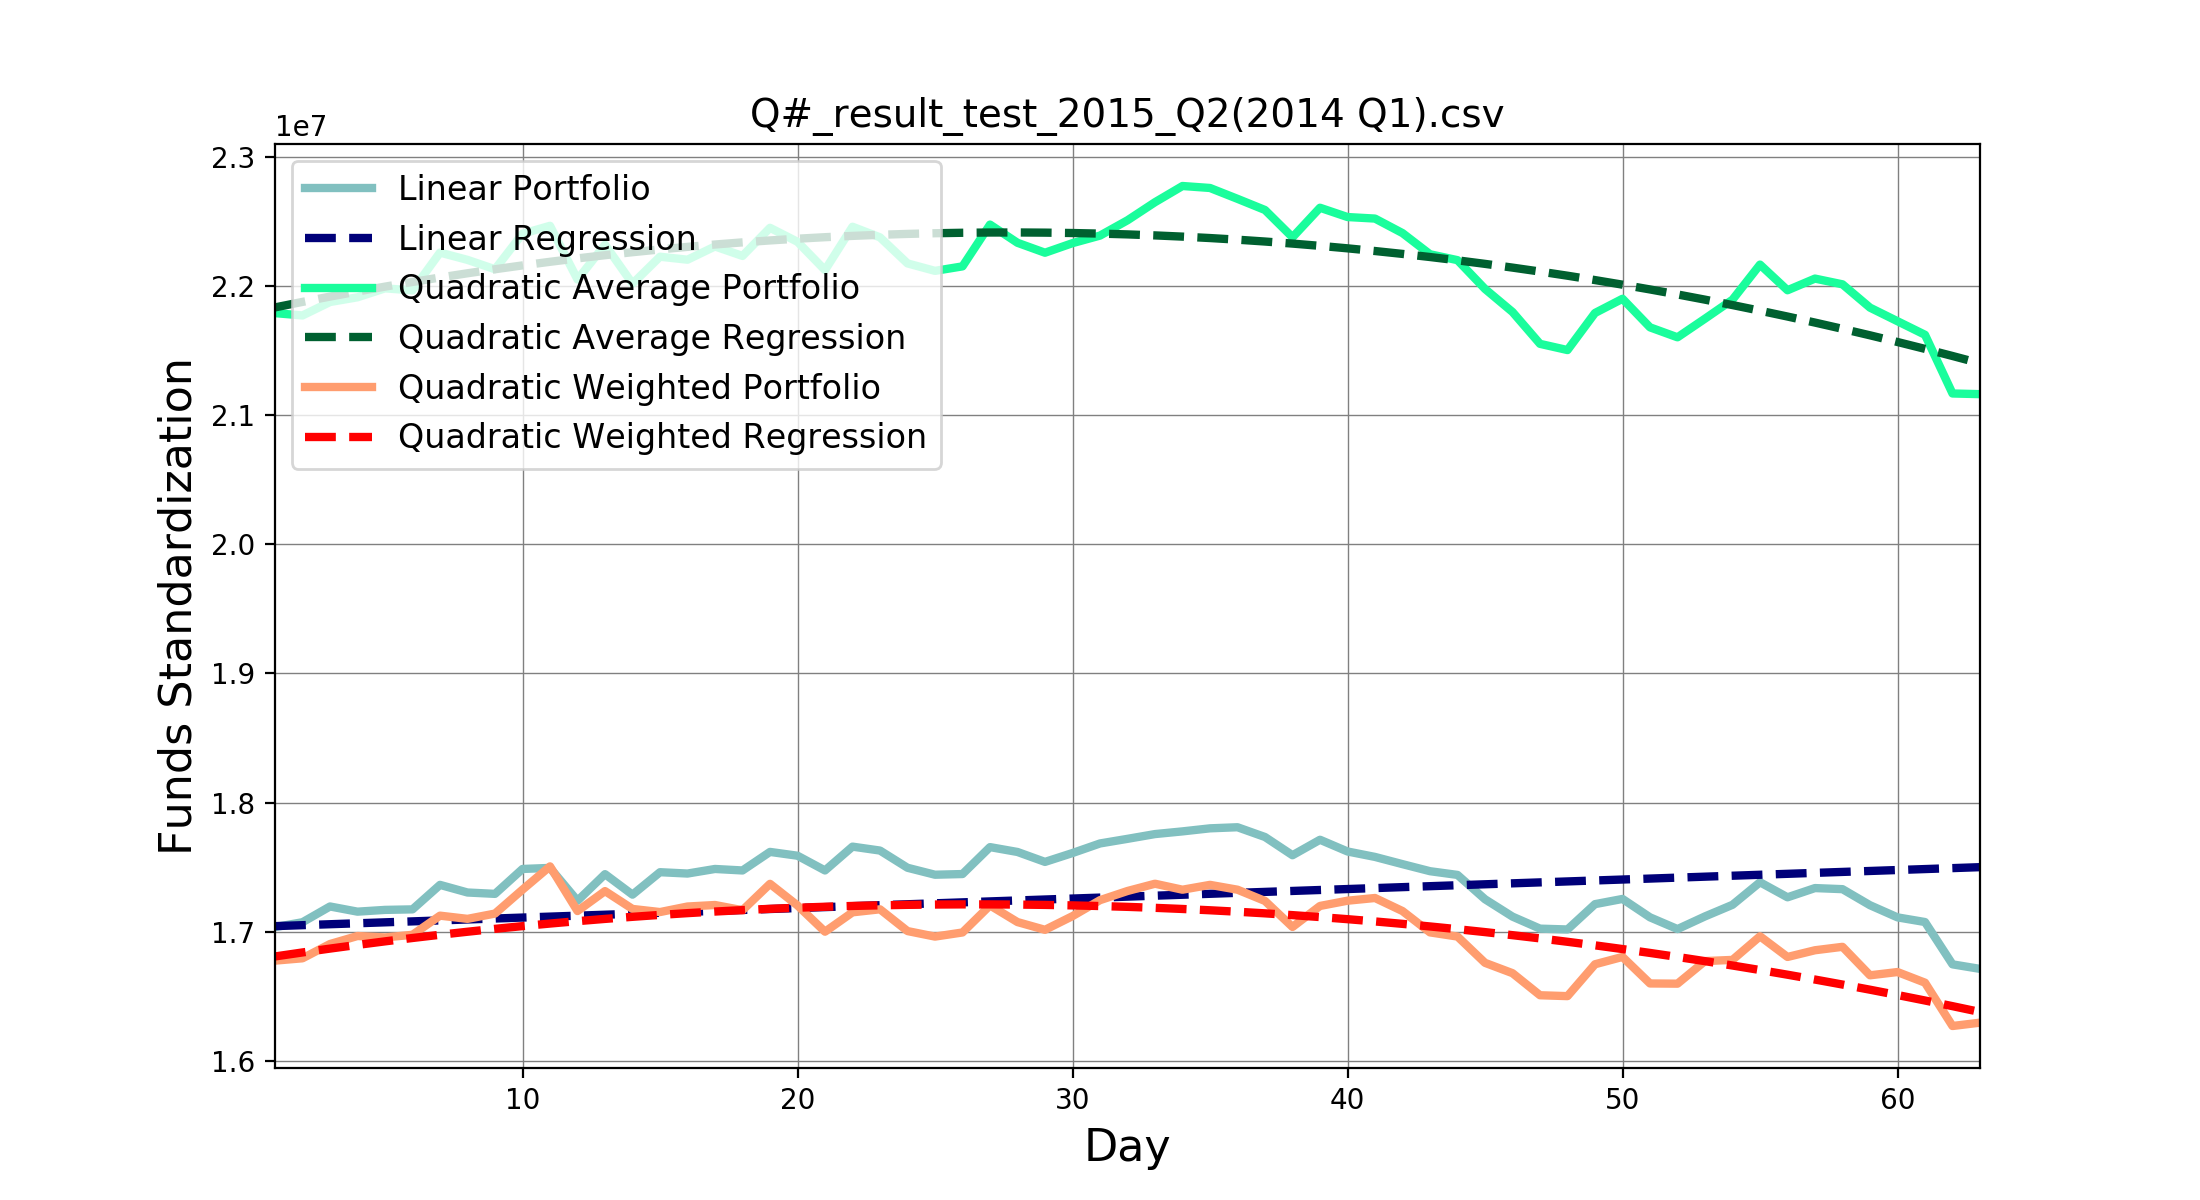 Q#_result_test_2015_Q2(2014 Q1).csv
1e7
2.3
2.2
2.1
2.0
1.9
1.8
1.7
1.6
Funds Standardization
Linear Portfolio
Linear Regression
Quadratic Average Portfolio
Quadratic Average Regression
Quadratic Weighted Portfolio
Quadratic Weighted Regression
10 20 30 40 50 60
Day